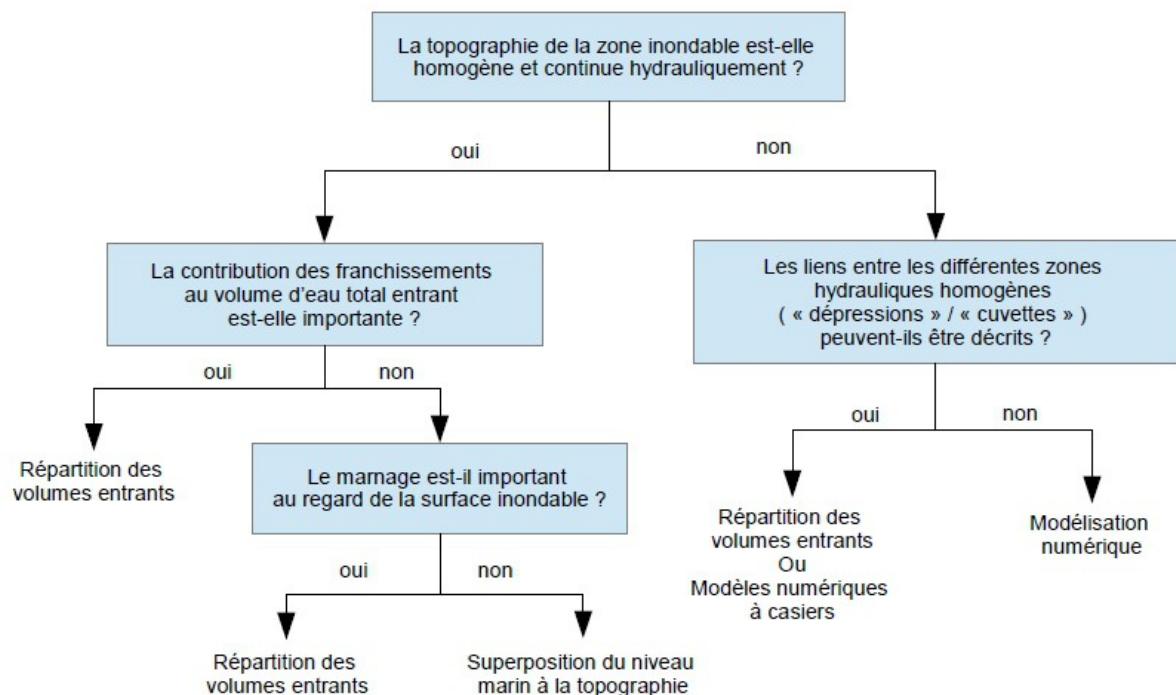 La topographie de la zone inondable est-elle
homogène et continue hydrauliquement ?
oui
non
La contribution des franchissements
au volume d'eau total entrant
est-elle importante ?
Les liens entre les différentes zones
hydrauliques homogènes
( « dépressions » / « cuvettes » )
peuvent-ils être décrits ?
oui
non
oui
non
Répartition des
volumes entrants
Le marnage est-il important
au regard de la surface inondable ?
Répartition des
volumes entrants
Ou
Modèles numériques
à casiers
Modélisation
numérique
oui
non
Répartition des
volumes entrants
Superposition du niveau
marin à la topographie